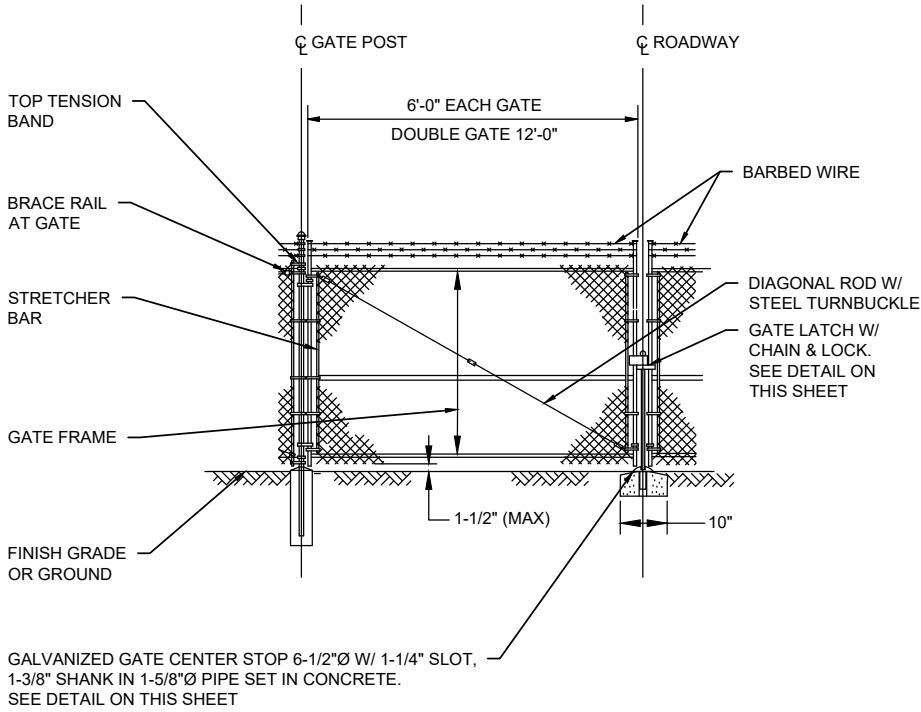 ℄ GATE POST
℄ ROADWAY
TOP TENSION
BAND
6'-0" EACH GATE
DOUBLE GATE 12'-0"
BARBED WIRE
BRACE RAIL
AT GATE
STRETCHER
BAR
DIAGONAL ROD W/
STEEL TURNBUCKLE
GATE LATCH W/
CHAIN & LOCK.
SEE DETAIL ON
THIS SHEET
GATE FRAME
1-1/2" (MAX)
10"
FINISH GRADE
OR GROUND
GALVANIZED GATE CENTER STOP 6-1/2"Ø W/ 1-1/4" SLOT,
1-3/8" SHANK IN 1-5/8"Ø PIPE SET IN CONCRETE.
SEE DETAIL ON THIS SHEET